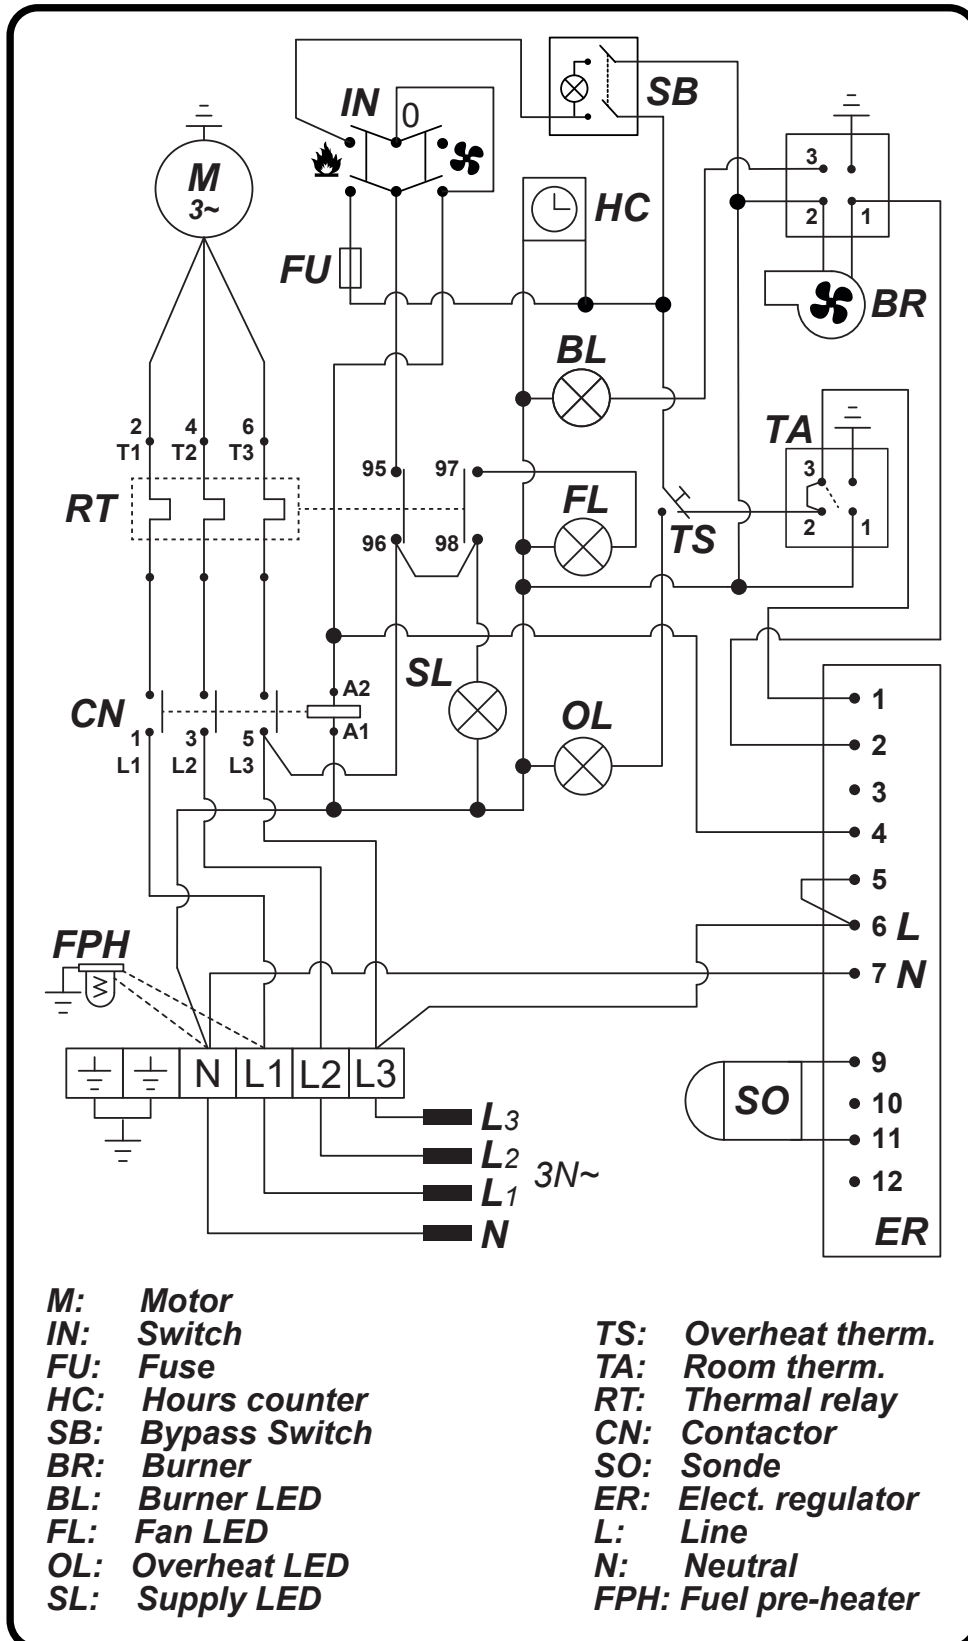 SB
IN 0
M
3~
HC
3
2 1
FU
BR
BL
TA
2 4 6
T1 T2 T3
95 97
3
RT
FL
TS
96 98
2 1
SL
A2
CN
OL
1 3 5
A1
L1 L2 L3
1
2
3
4
5
6 L
7 N
FPH
N L1 L2 L3
9
SO
10
11
12
ER
L3
L2
3N~
L1
N
M: Motor
IN: Switch
FU: Fuse
HC: Hours counter
SB: Bypass Switch
BR: Burner
BL: Burner LED
FL: Fan LED
OL: Overheat LED
SL: Supply LED
TS: Overheat therm.
TA: Room therm.
RT: Thermal relay
CN: Contactor
SO: Sonde
ER: Elect. regulator
L: Line
N: Neutral
FPH: Fuel pre-heater